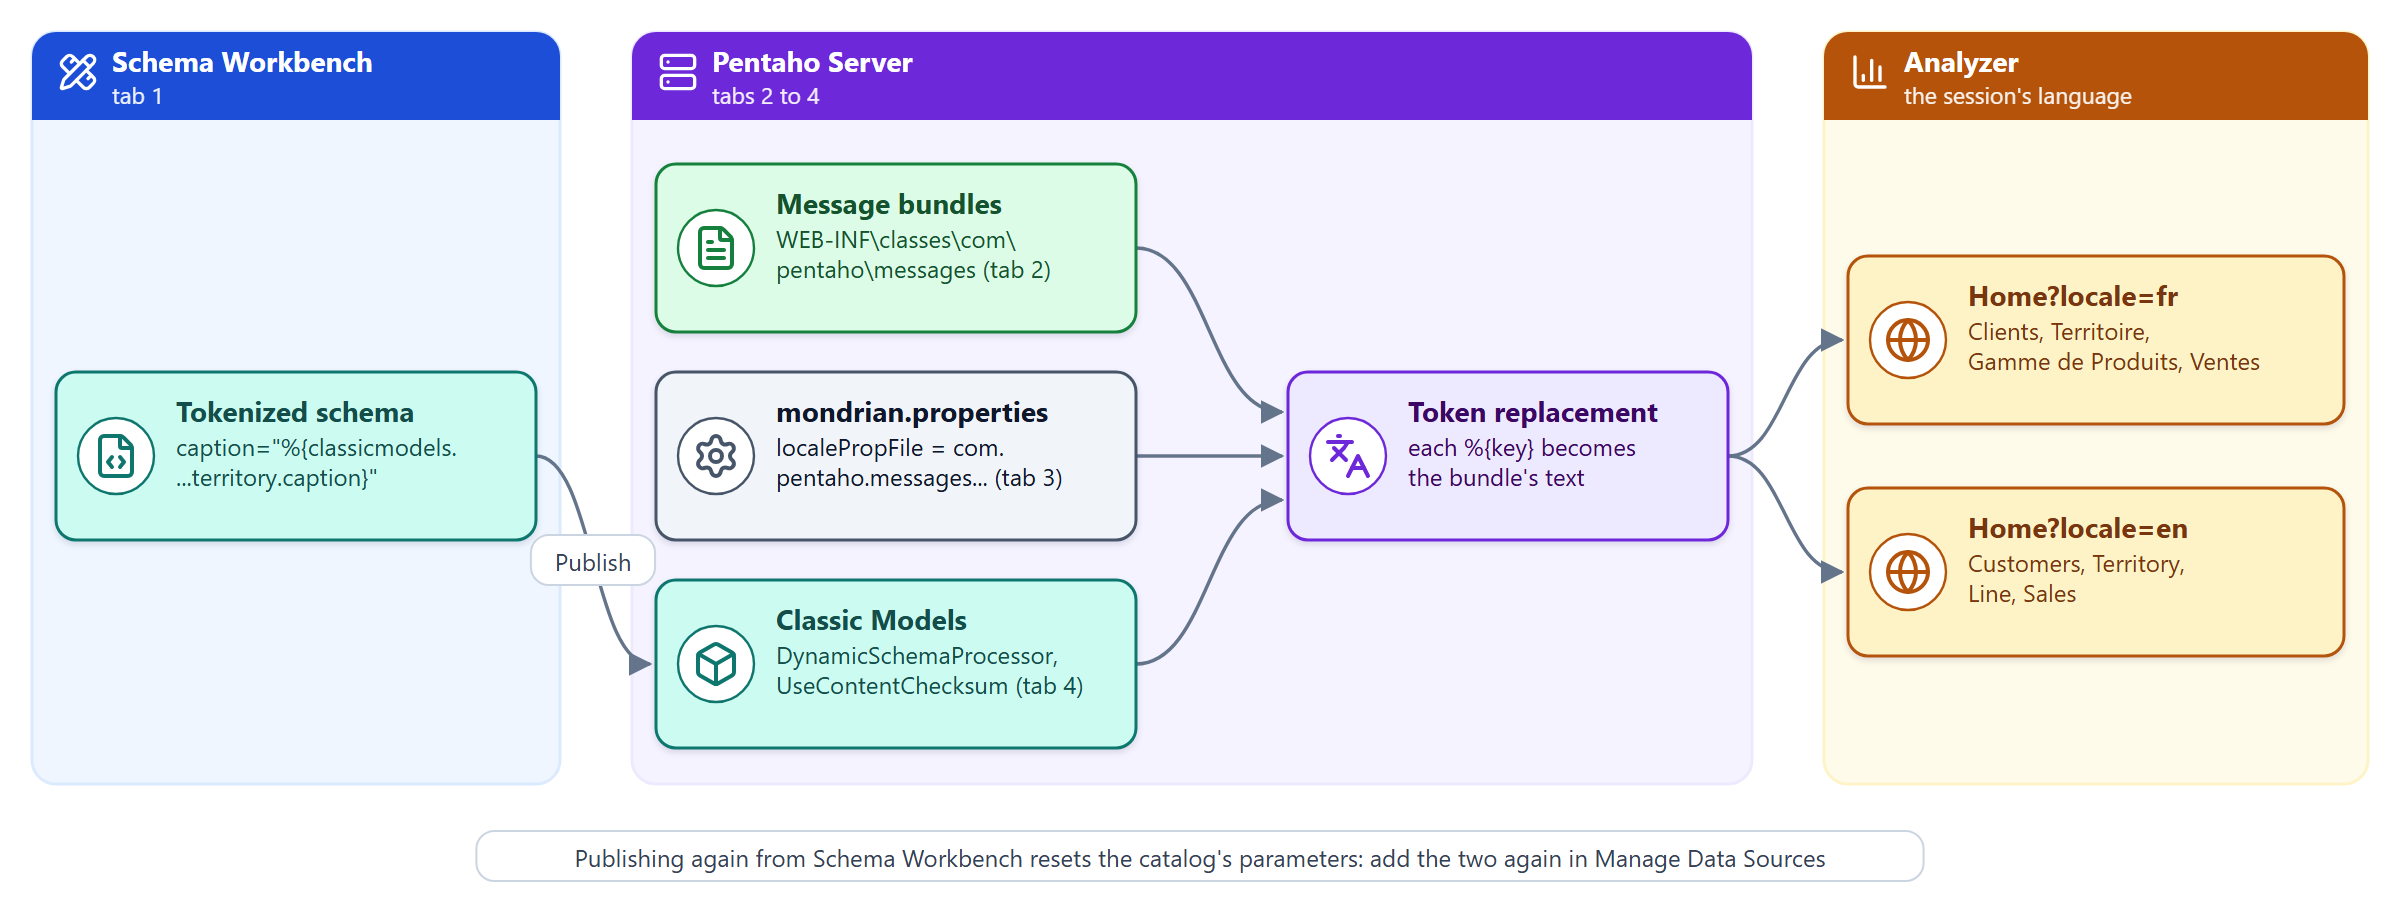 Schema Workbench
tab 1
Tokenized schema
caption="%{classicmodels.
...territory.caption}"
Publish
Pentaho Server
tabs 2 to 4
Message bundles
WEB-INF\classes\com\
pentaho\messages (tab 2)
mondrian.properties
localePropFile = com.
pentaho.messages... (tab 3)
Classic Models
DynamicSchemaProcessor,
UseContentChecksum (tab 4)
Token replacement
each %{key} becomes
the bundle's text
Analyzer
the session's language
Home?locale=fr
Clients, Territoire,
Gamme de Produits, Ventes
Home?locale=en
Customers, Territory,
Line, Sales
Publishing again from Schema Workbench resets the catalog's parameters: add the two again in Manage Data Sources